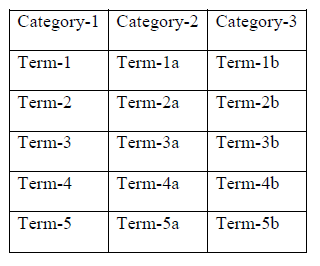 Category-1 Category-2 Category-3
Term-1 Term-1a Term-1b
Term-2 Term-2a Term-2b
Term-3 Term-3a Term-3b
Term-4 Term-4a Term-4b
Term-5 Term-5a Term-5b